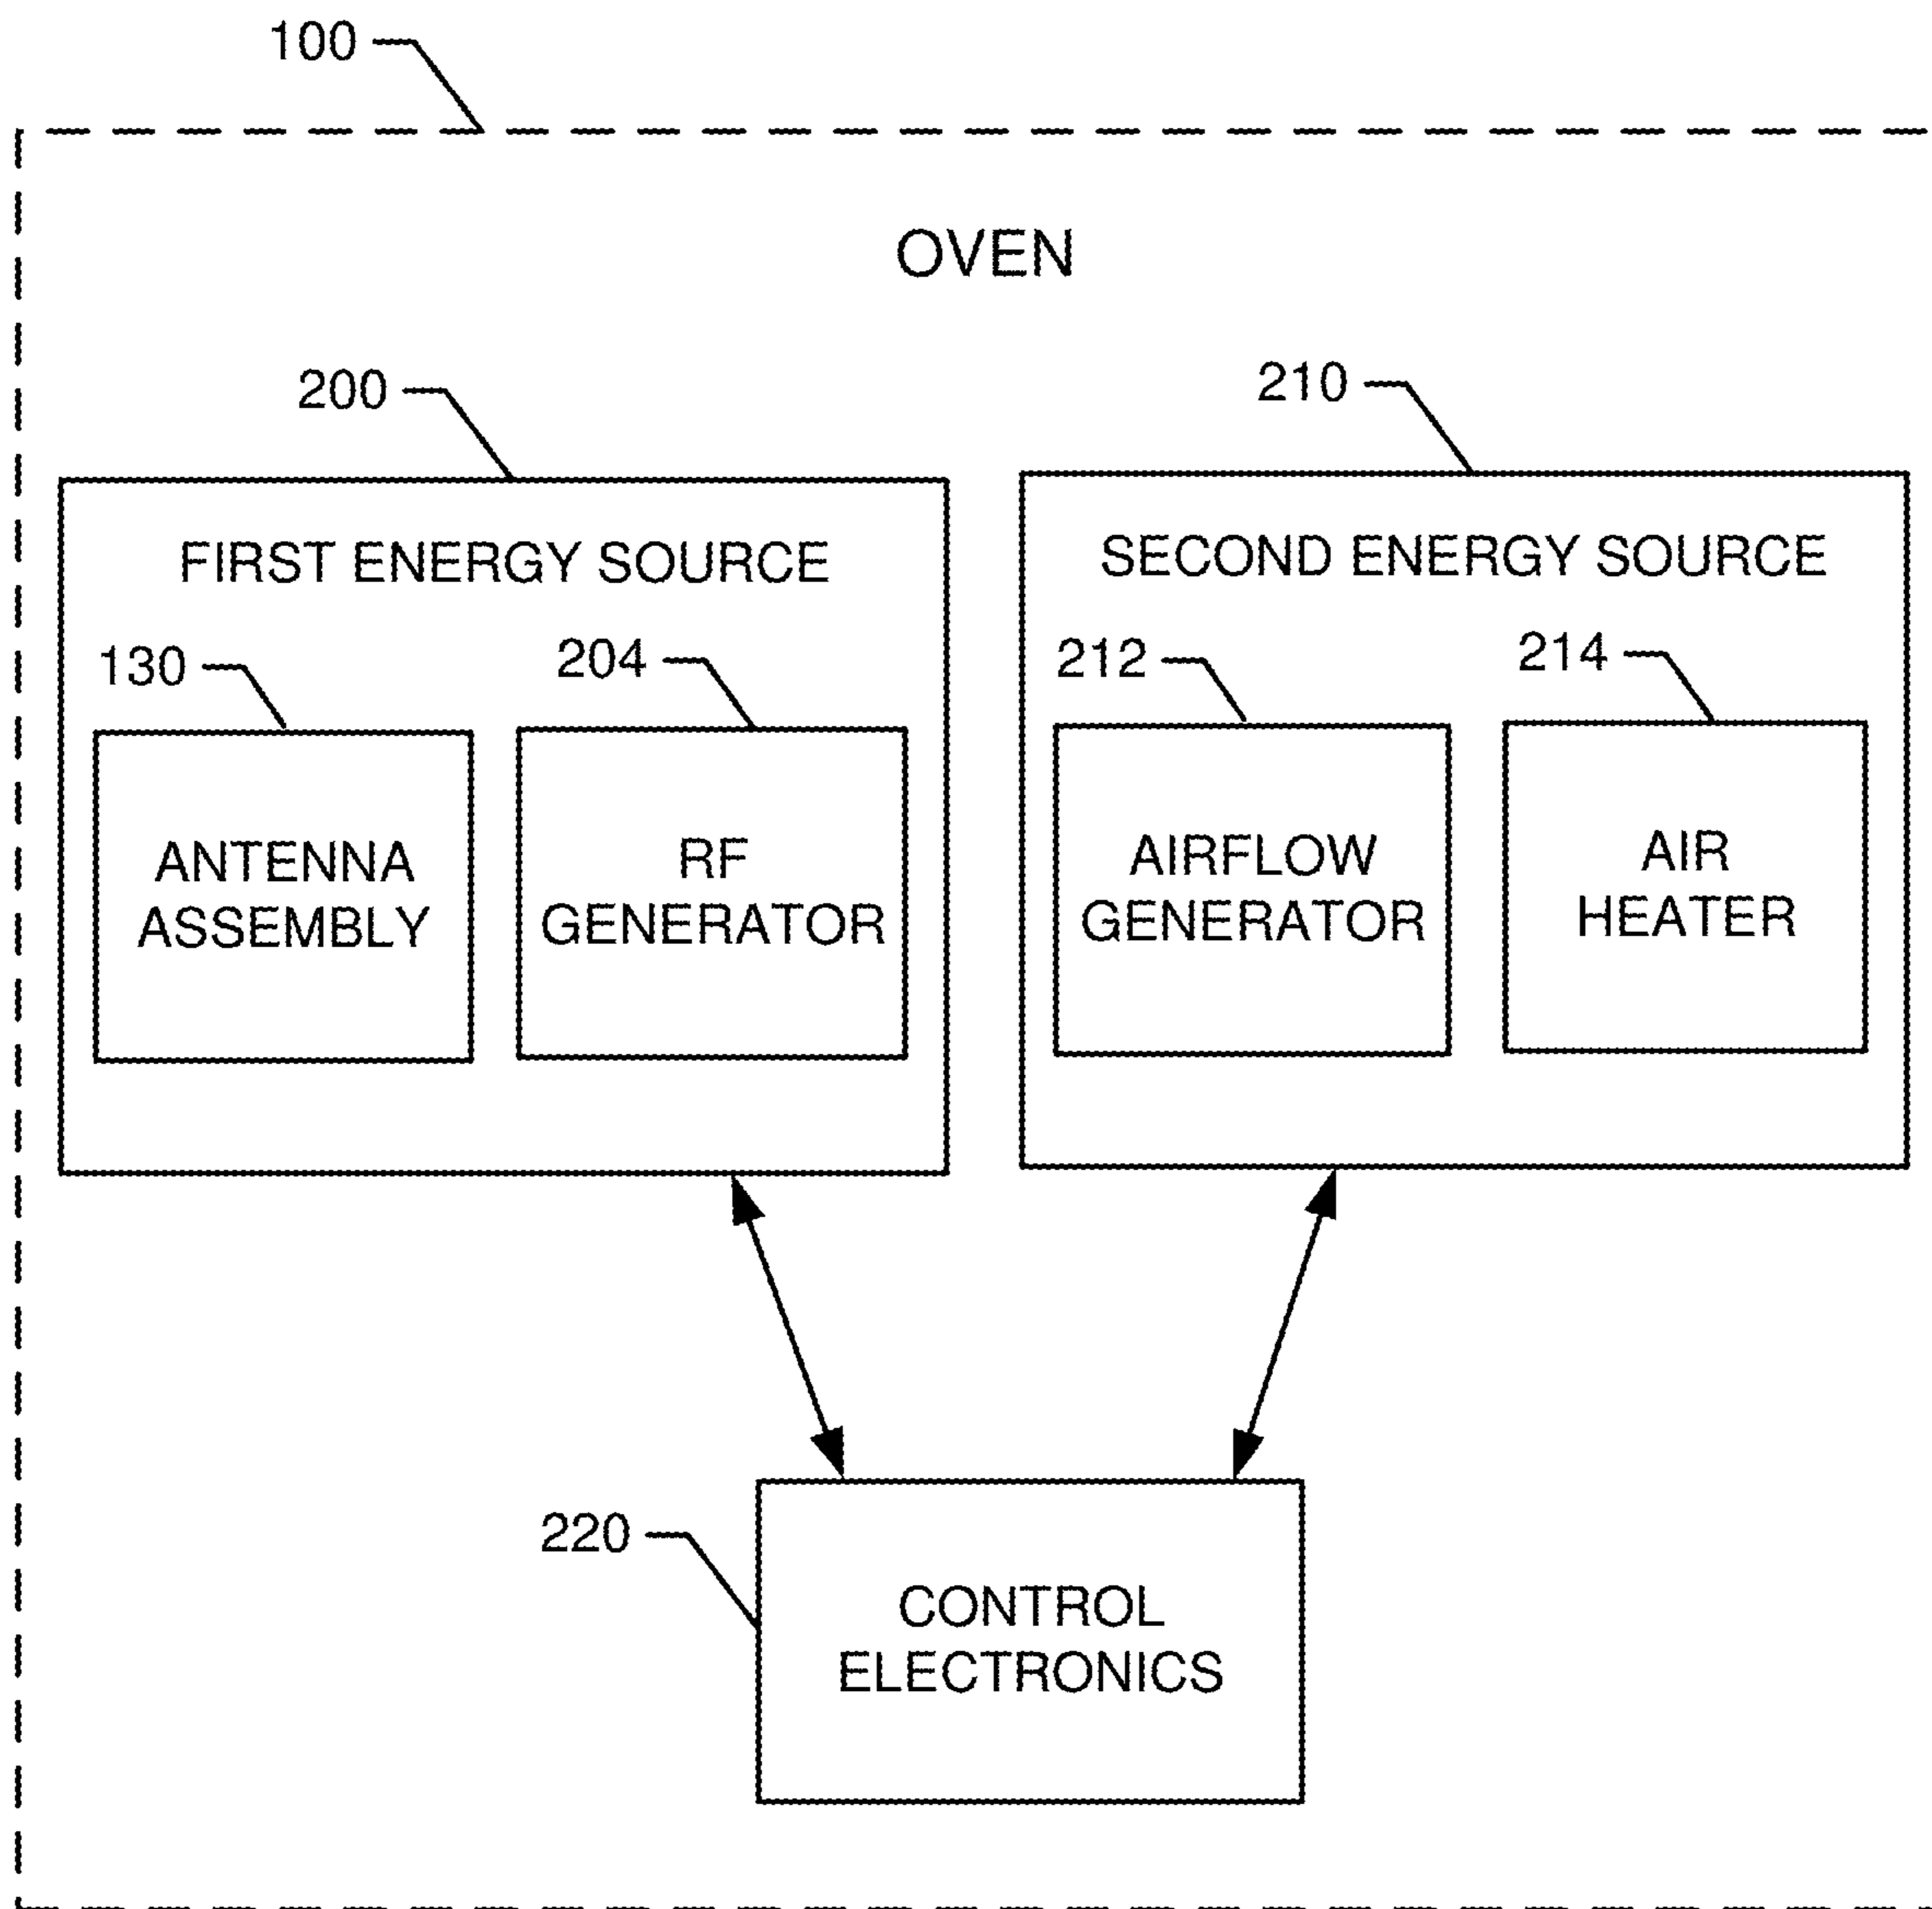 100
OVEN
200
210
FIRST ENERGY SOURCE
SECOND ENERGY SOURCE
130
204
212
214
ANTENNA
ASSEMBLY
RF
GENERATOR
AIRFLOW
GENERATOR
AIR
HEATER
220
CONTROL
ELECTRONICS